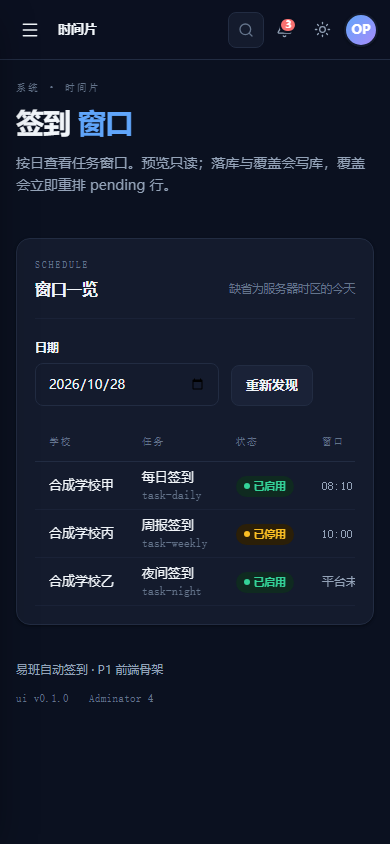 时间片
3
OP
系统 · 时间片
签到 窗口
按日查看任务窗口。预览只读；落库与覆盖会写库，覆盖
会立即重排 pending 行。
SCHEDULE
窗口一览
缺省为服务器时区的今天
日期
2026/10/28
重新发现
学校 任务 状态 窗口
合成学校甲 每日签到 已启用 08:10
task-daily
合成学校丙 周报签到 已停用 10:00
task-weekly
合成学校乙 夜间签到 已启用 平台未
task-night
易班自动签到 · P1 前端骨架
ui v0.1.0 Adminator 4